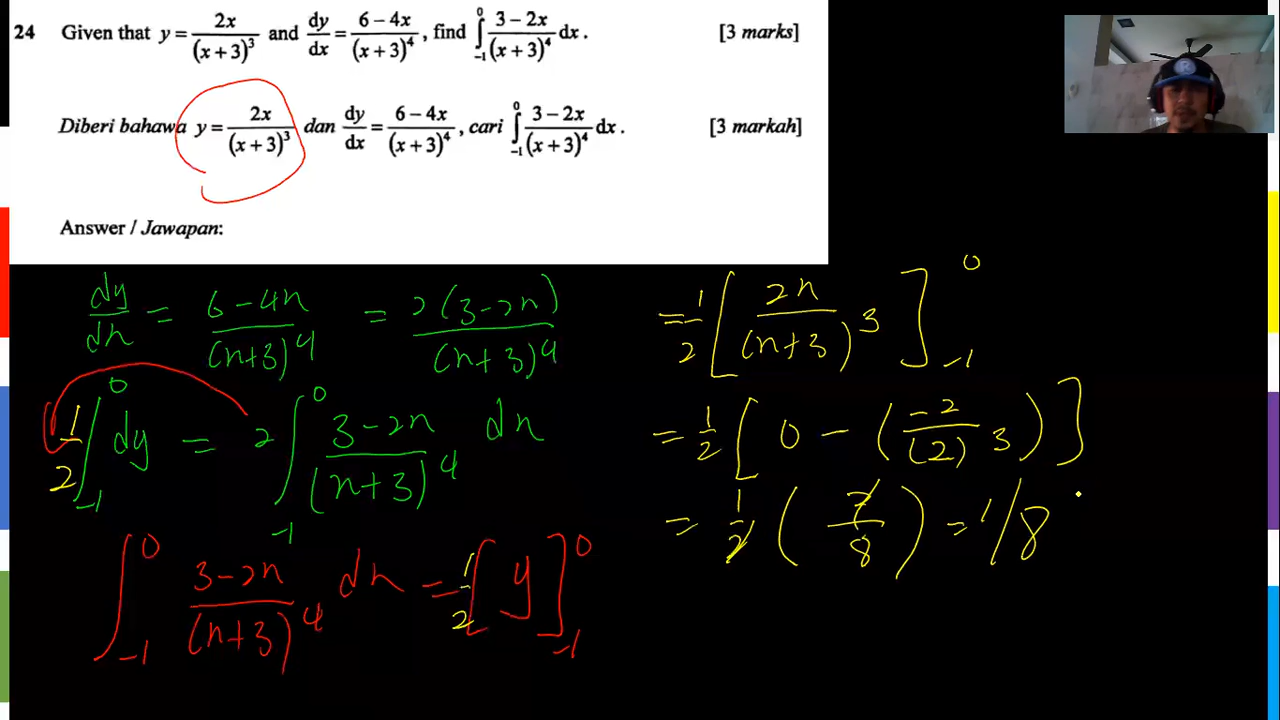 24 Given that y = 2x/(x + 3)³ and dy/dx = (6 – 4x)/(x + 3)⁴, find ∫₋₁⁰ (3 – 2x)/(x + 3)⁴ dx. [3 marks]
Diberi bahawa y = 2x/(x + 3)³ dan dy/dx = (6 – 4x)/(x + 3)⁴, cari ∫₋₁⁰ (3 – 2x)/(x + 3)⁴ dx. [3 markah]
Answer / Jawapan:
dy/dn = (6 – 4n)/(n+3)⁴ = 2(3 – 2n)/(n+3)⁴
1/2 ∫₋₁⁰ dy = 2 ∫₋₁⁰ (3 – 2n)/(n+3)⁴ dn
∫₋₁⁰ (3 – 2n)/(n+3)⁴ dn = 1/2 [y]₋₁⁰
= 1/2 [2n/(n+3)³]₋₁⁰
= 1/2 [0 – (–2/(2)3)]
= 1/2 (2/8) = 1/8